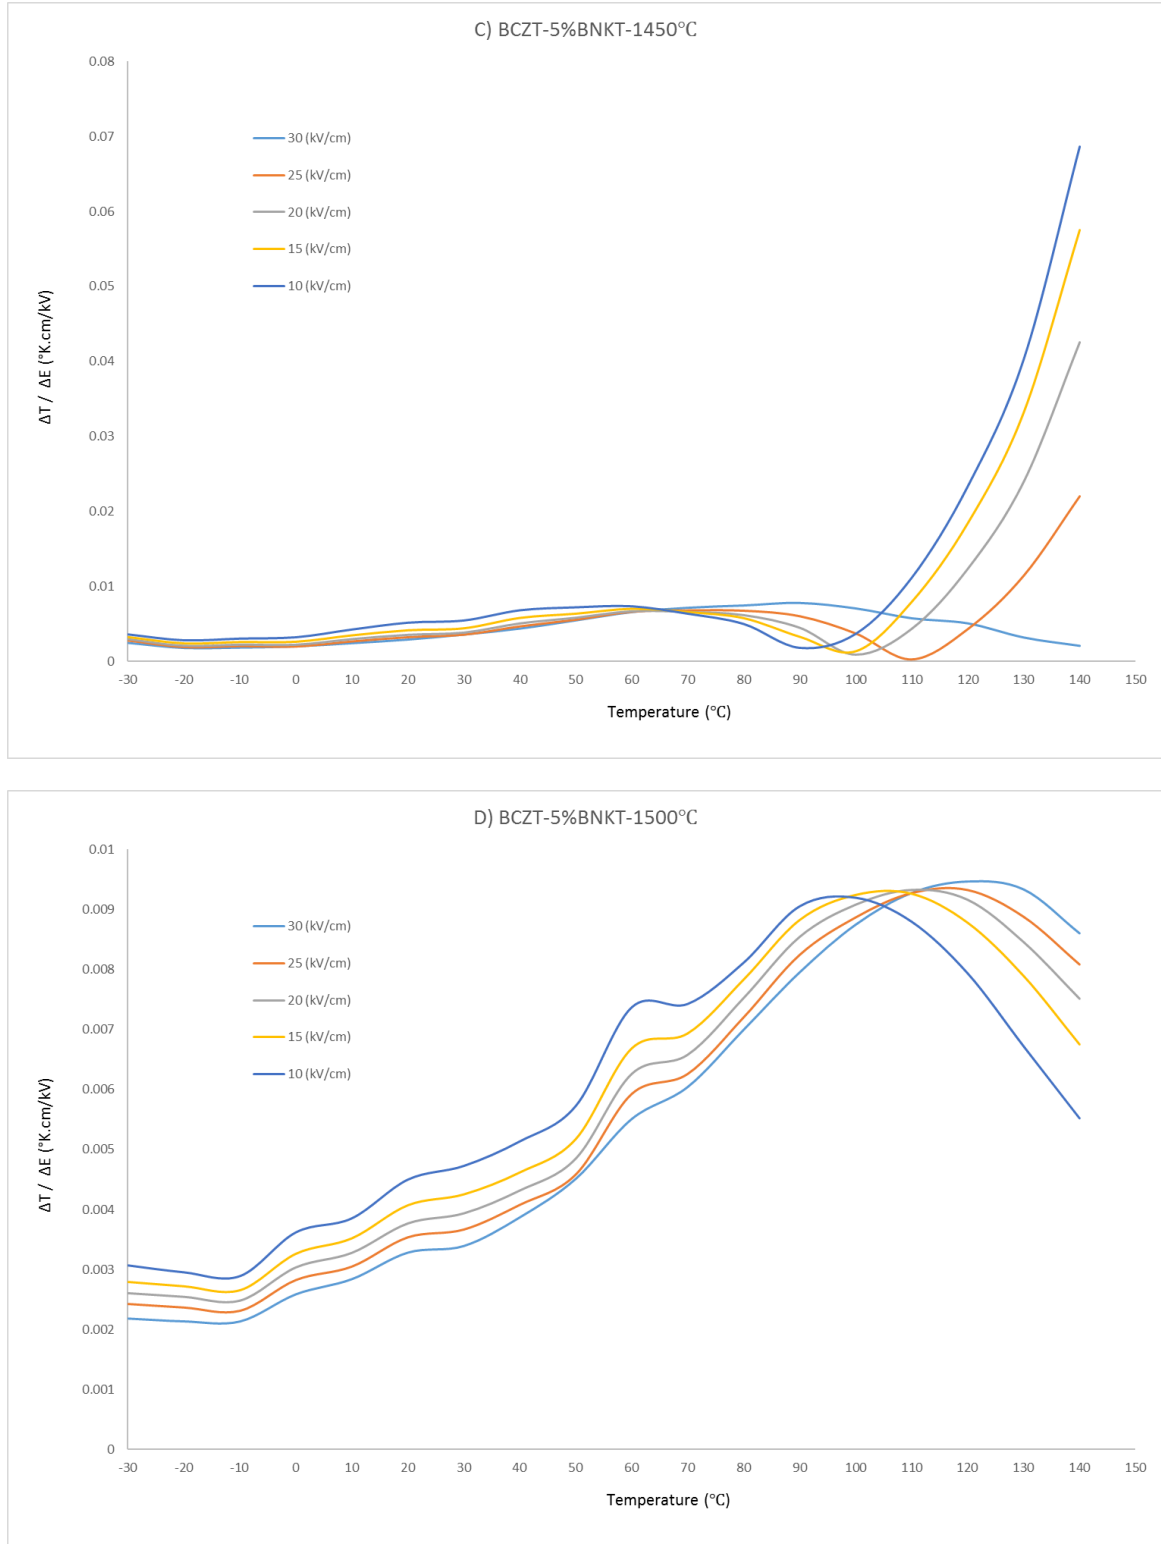 C) BCZT-5%BNKT-1450℃
0.08
0.07
0.06
0.05
0.04
0.03
0.02
0.01
0
30 (kV/cm)
25 (kV/cm)
20 (kV/cm)
15 (kV/cm)
10 (kV/cm)
ΔT / ΔE (°K.cm/kV)
-30 -20 -10 0 10 20 30 40 50 60 70 80 90 100 110 120 130 140 150
Temperature (℃)
D) BCZT-5%BNKT-1500℃
0.01
0.009
0.008
0.007
0.006
0.005
0.004
0.003
0.002
0.001
0
30 (kV/cm)
25 (kV/cm)
20 (kV/cm)
15 (kV/cm)
10 (kV/cm)
ΔT / ΔE (°K.cm/kV)
-30 -20 -10 0 10 20 30 40 50 60 70 80 90 100 110 120 130 140 150
Temperature (℃)